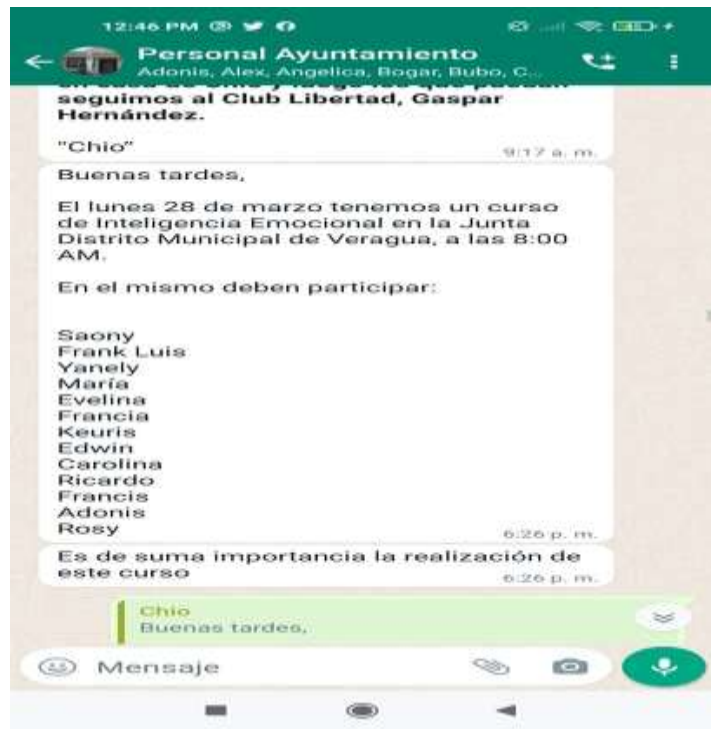 12:46 PM
Personal Ayuntamiento
Adonis, Alex, Angelica, Bogar, Bubo, C...
seguimos al Club Libertad, Gaspar
Hernández.
"Chio"
9:17 a. m.
Buenas tardes,
El lunes 28 de marzo tenemos un curso
de Inteligencia Emocional en la Junta
Distrito Municipal de Veragua, a las 8:00
AM.
En el mismo deben participar:
Saony
Frank Luis
Yanely
María
Evelina
Francia
Keuris
Edwin
Carolina
Ricardo
Francis
Adonis
Rosy
6:26 p. m.
Es de suma importancia la realización de
este curso
6:26 p. m.
Chio
Buenas tardes,
Mensaje